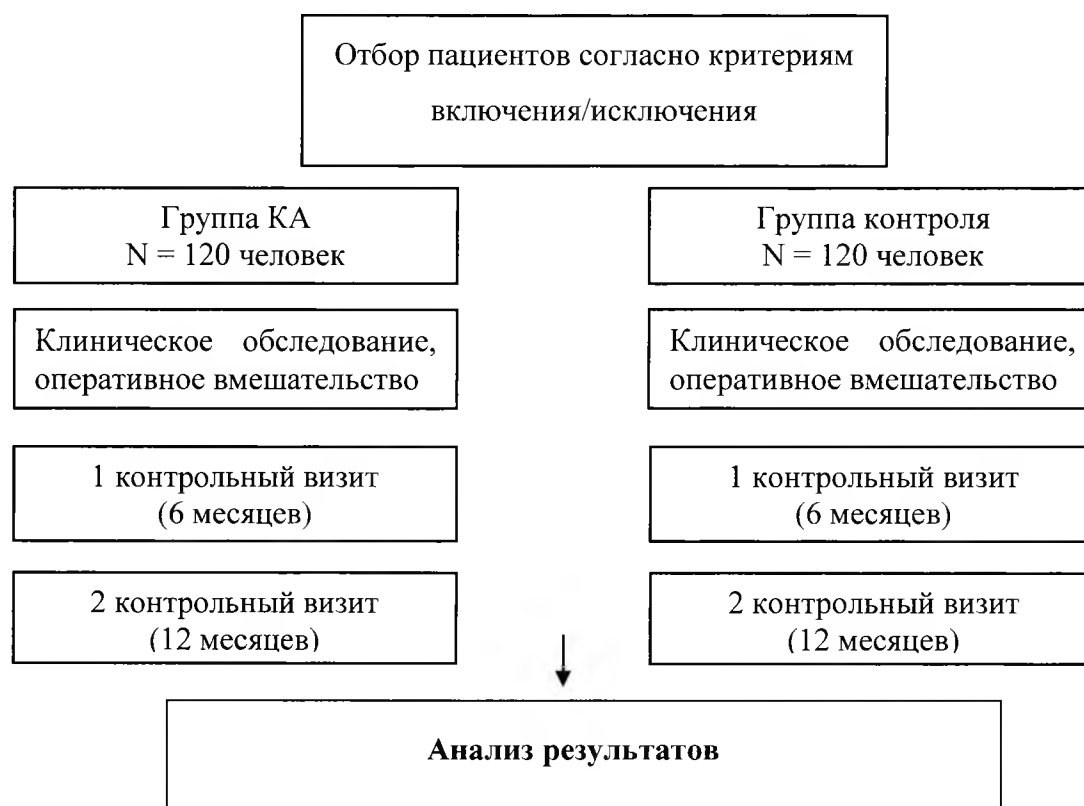 Отбор пациентов согласно критериям
включения/исключения
Группа КА
N = 120 человек
Группа контроля
N = 120 человек
Клиническое обследование,
оперативное вмешательство
Клиническое обследование,
оперативное вмешательство
1 контрольный визит
(6 месяцев)
1 контрольный визит
(6 месяцев)
2 контрольный визит
(12 месяцев)
2 контрольный визит
(12 месяцев)
Анализ результатов